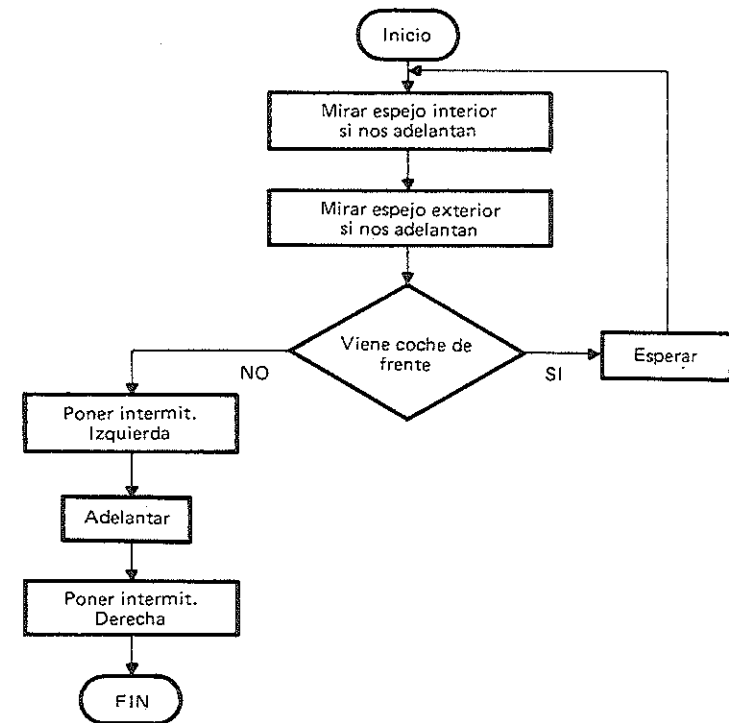 Inicio
Mirar espejo interior
si nos adelantan
Mirar espejo exterior
si nos adelantan
Viene coche de
frente
NO
SI
Esperar
Poner intermit.
Izquierda
Adelantar
Poner intermit.
Derecha
FIN